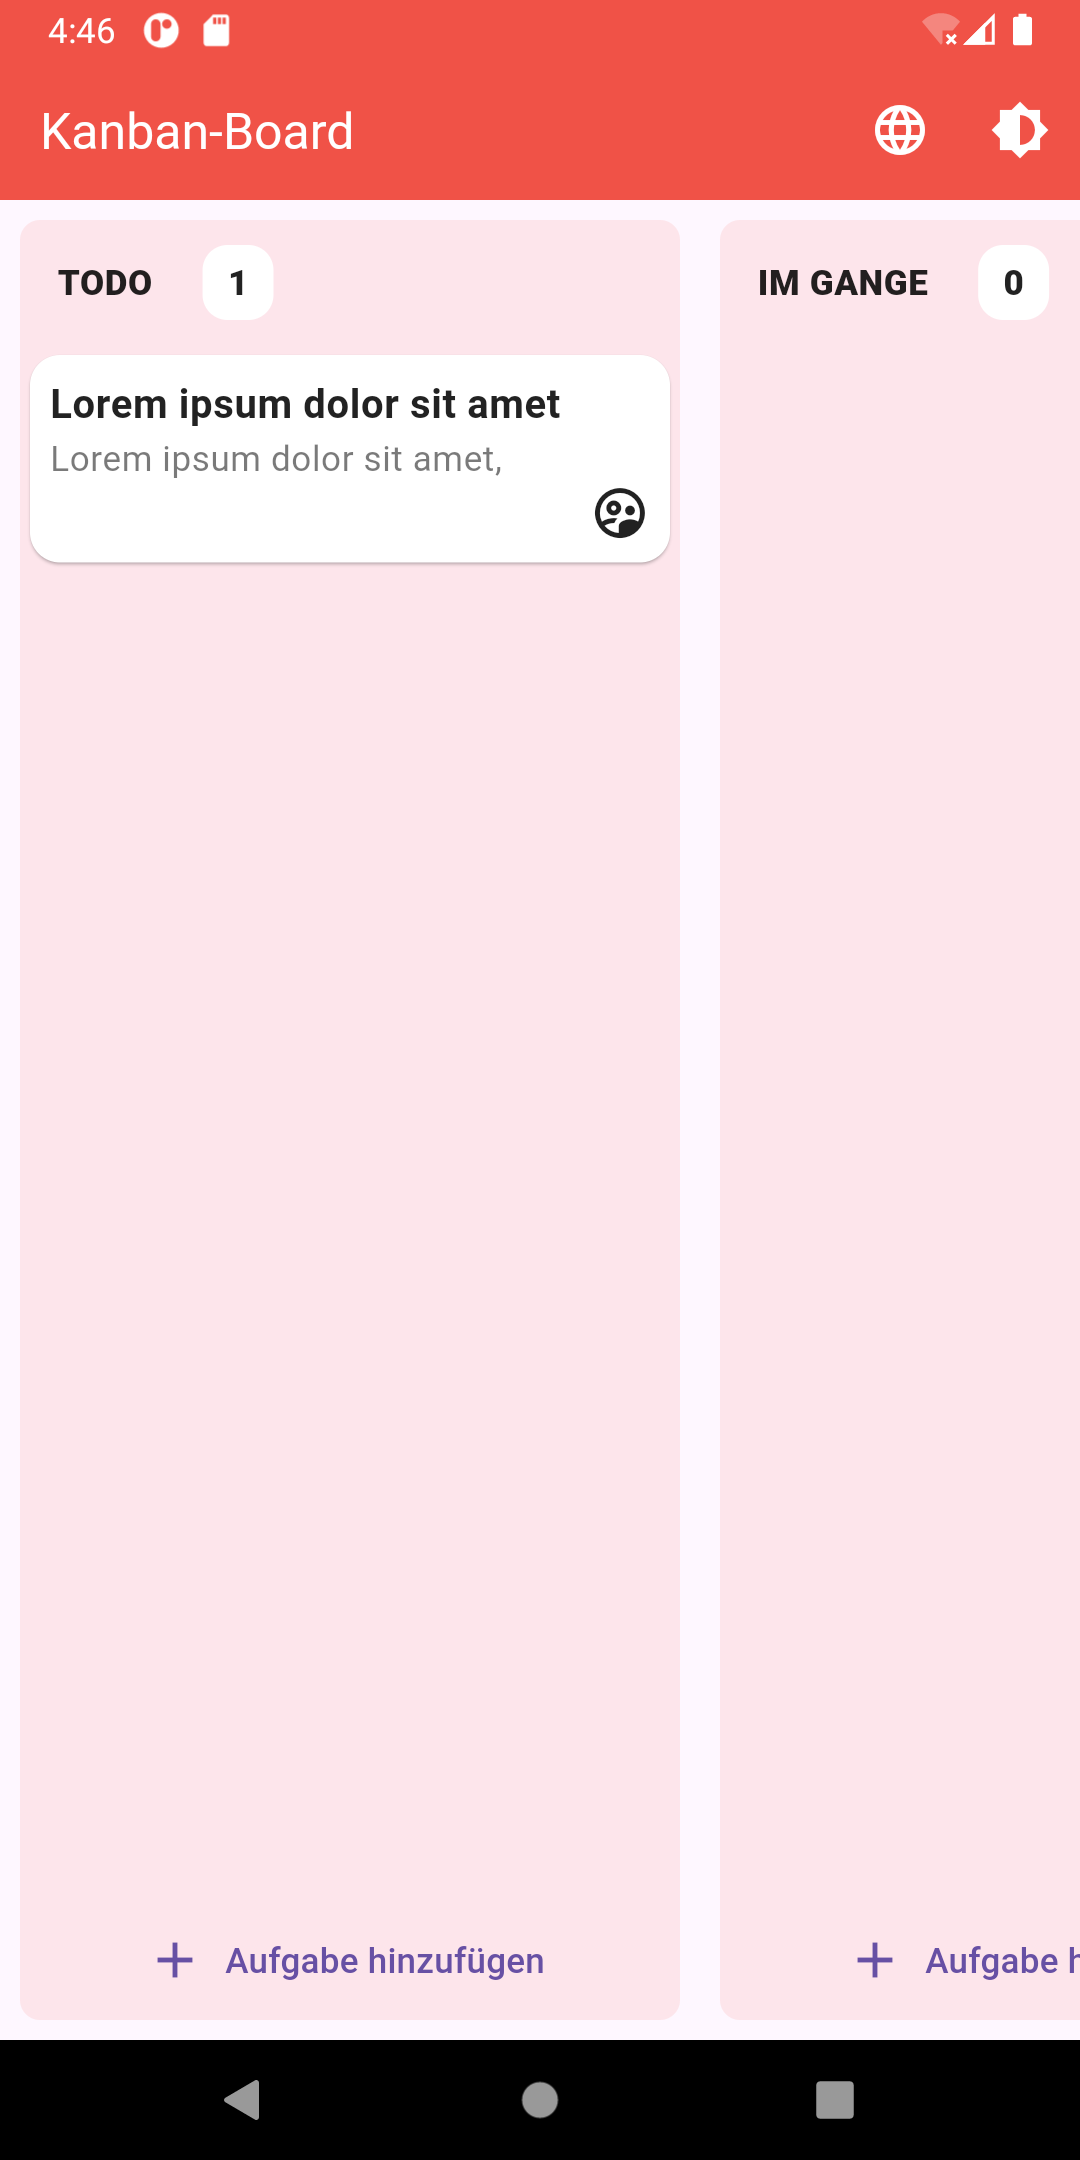 4:46
Kanban-Board
TODO 1
IM GANGE 0
Lorem ipsum dolor sit amet
Lorem ipsum dolor sit amet,
Aufgabe hinzufügen
Aufgabe